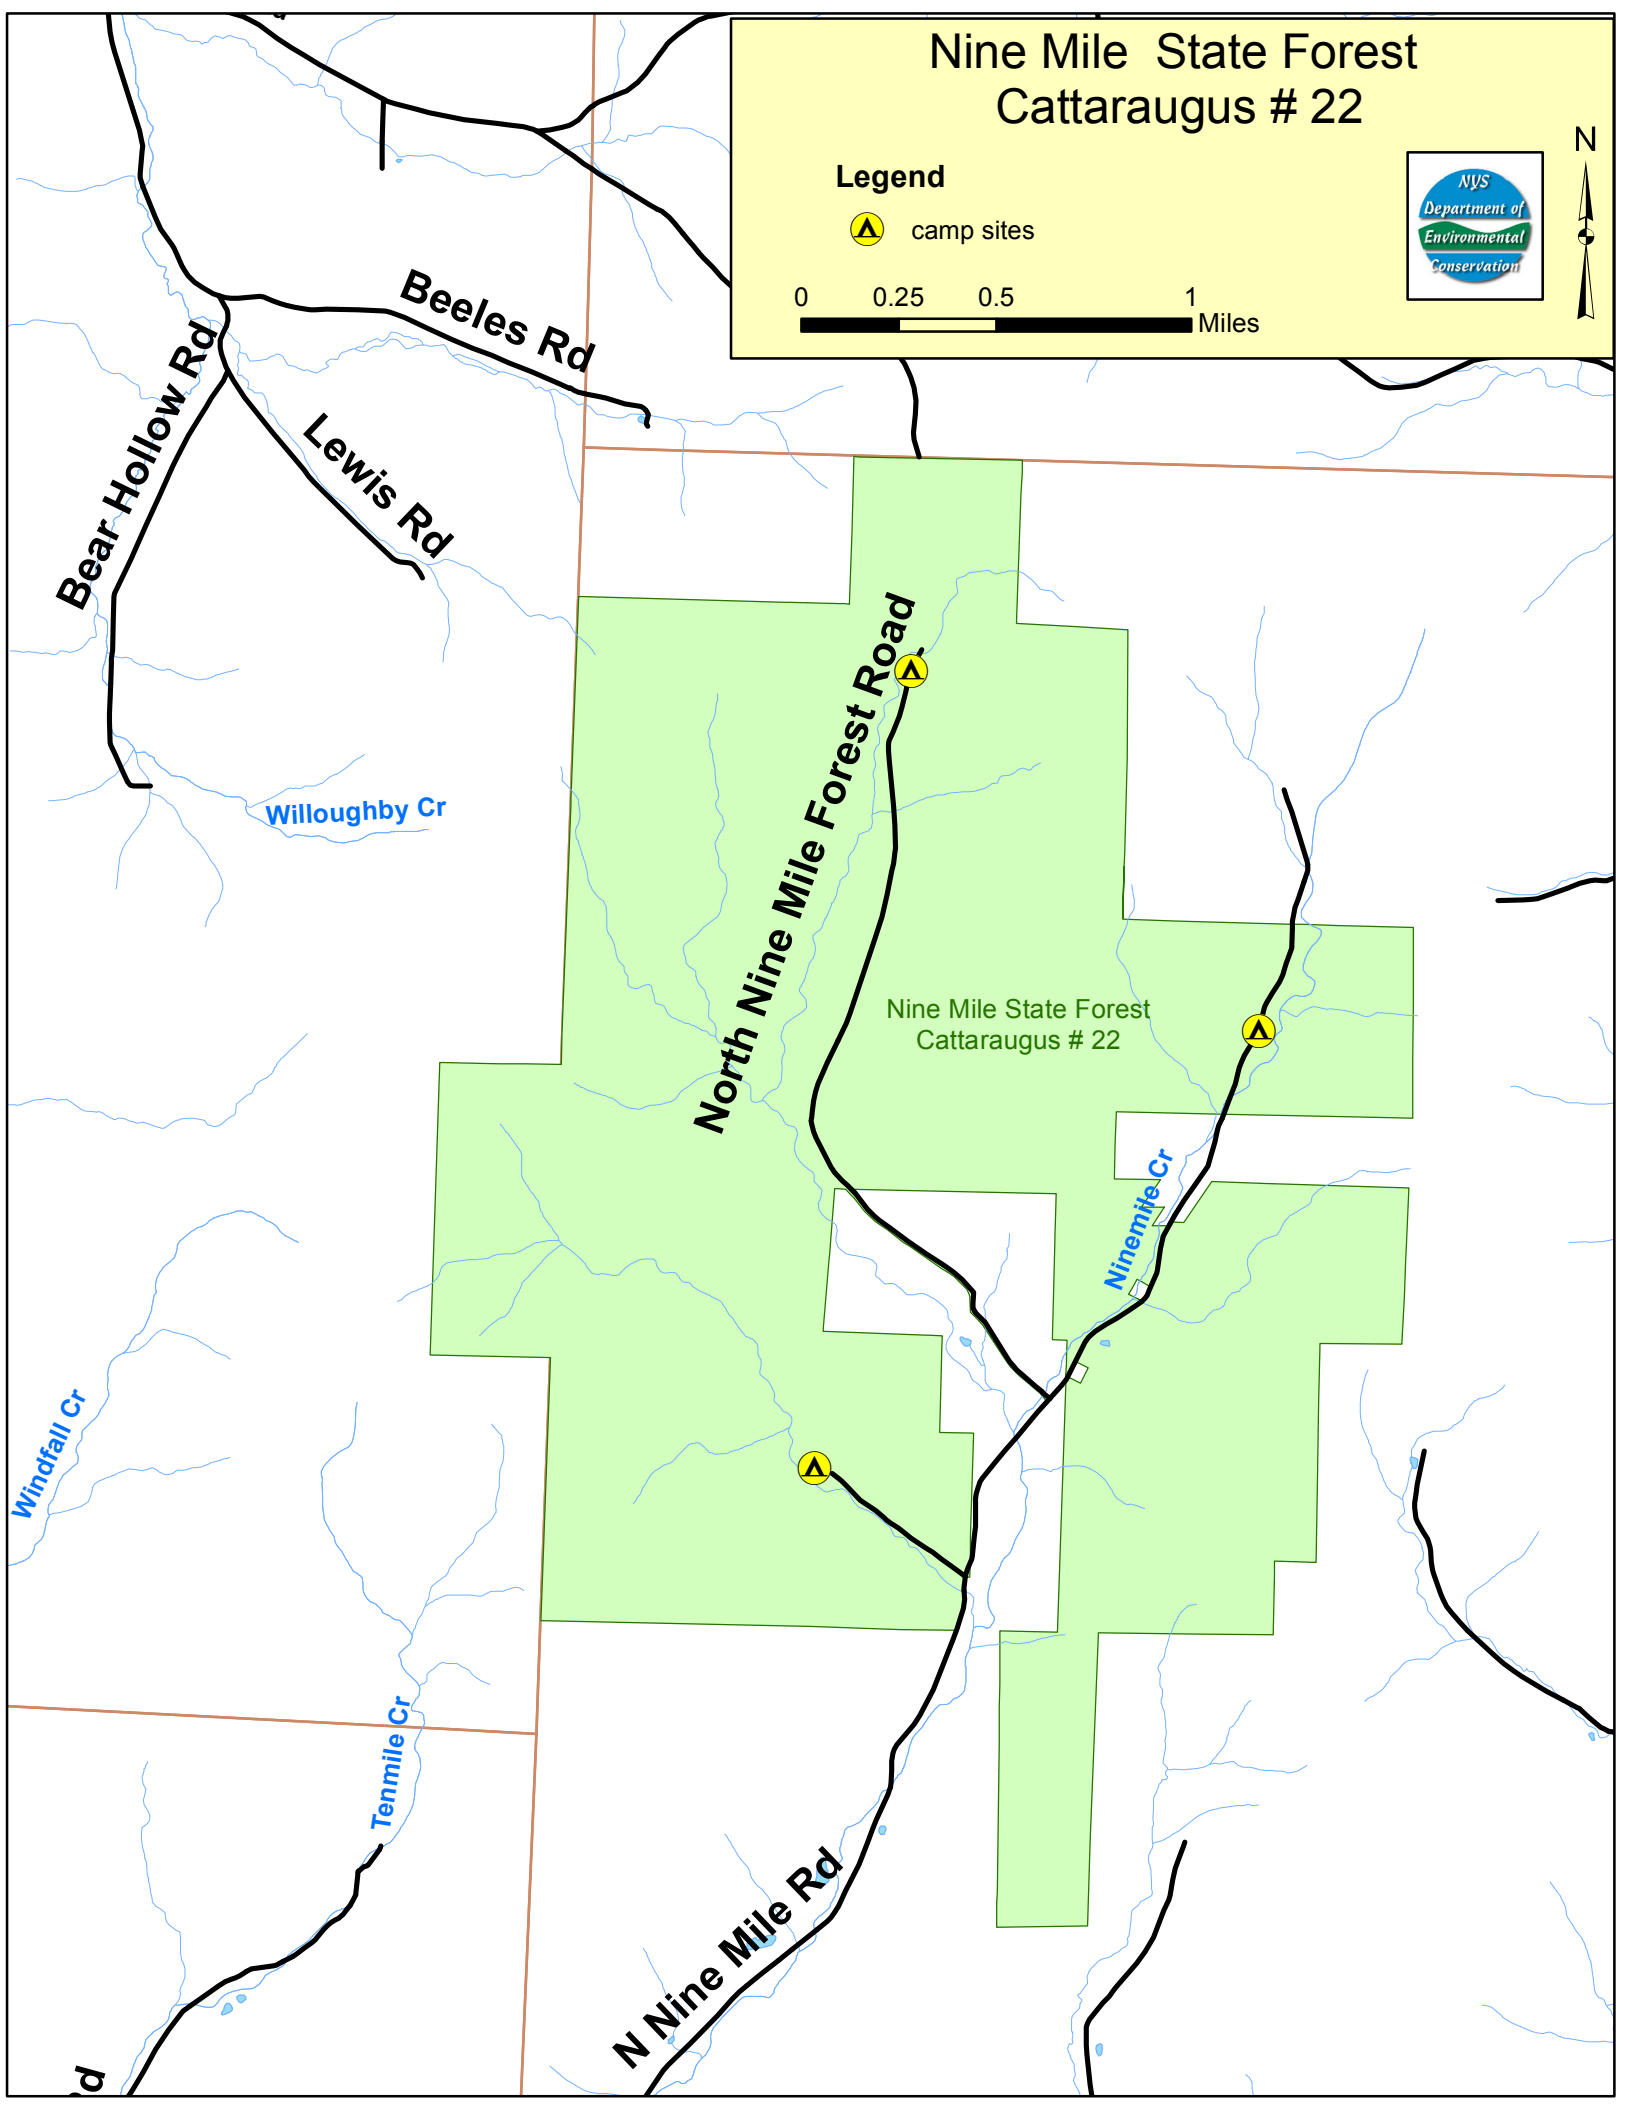 Nine Mile  State Forest
Cattaraugus # 22
N
Legend
camp sites
NYS
Department of
Environmental
Conservation
0 0.25 0.5 1
Miles
Beeles Rd
Bear Hollow Rd
Lewis Rd
North Nine Mile Forest Road
Willoughby Cr
Nine Mile State Forest
Cattaraugus # 22
Ninemile Cr
Windfall Cr
Tenmile Cr
N Nine Mile Rd